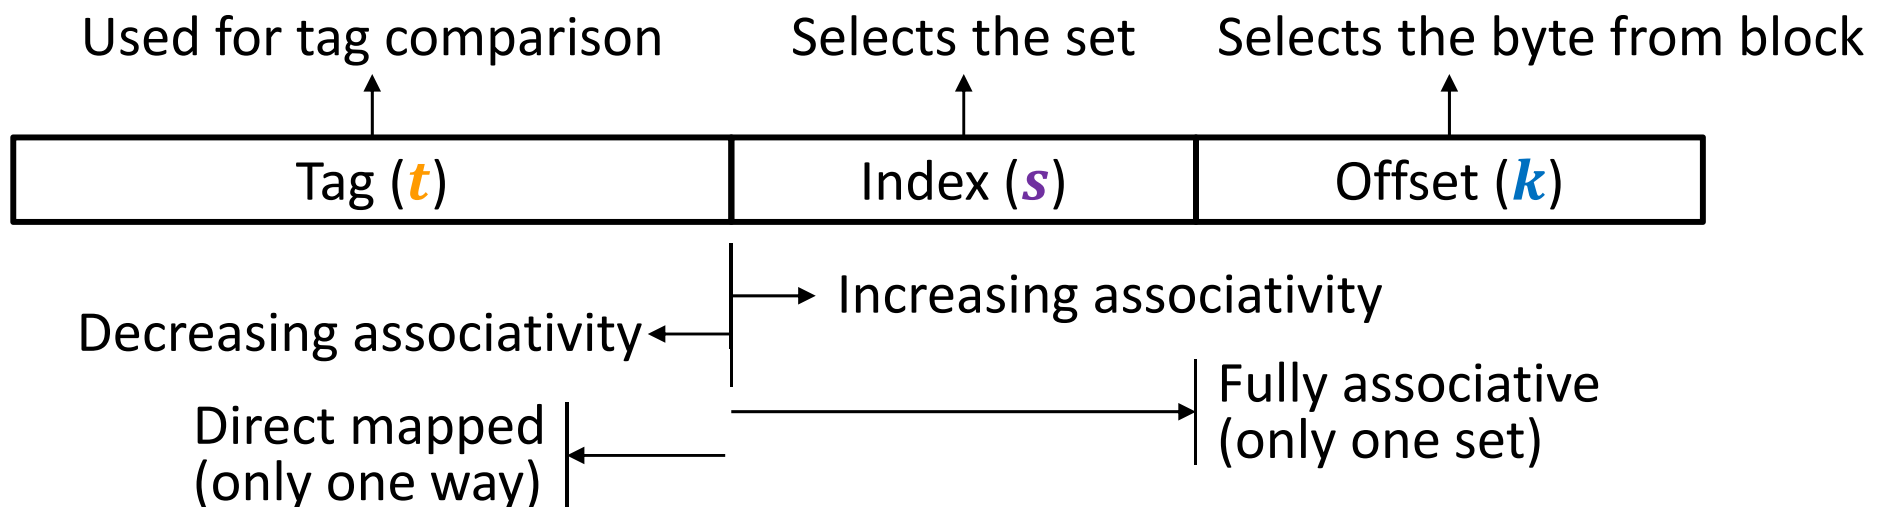 Used for tag comparison
Selects the set
Selects the byte from block
Tag (t)
Index (s)
Offset (k)
Increasing associativity
Decreasing associativity
Fully associative
(only one set)
Direct mapped
(only one way)